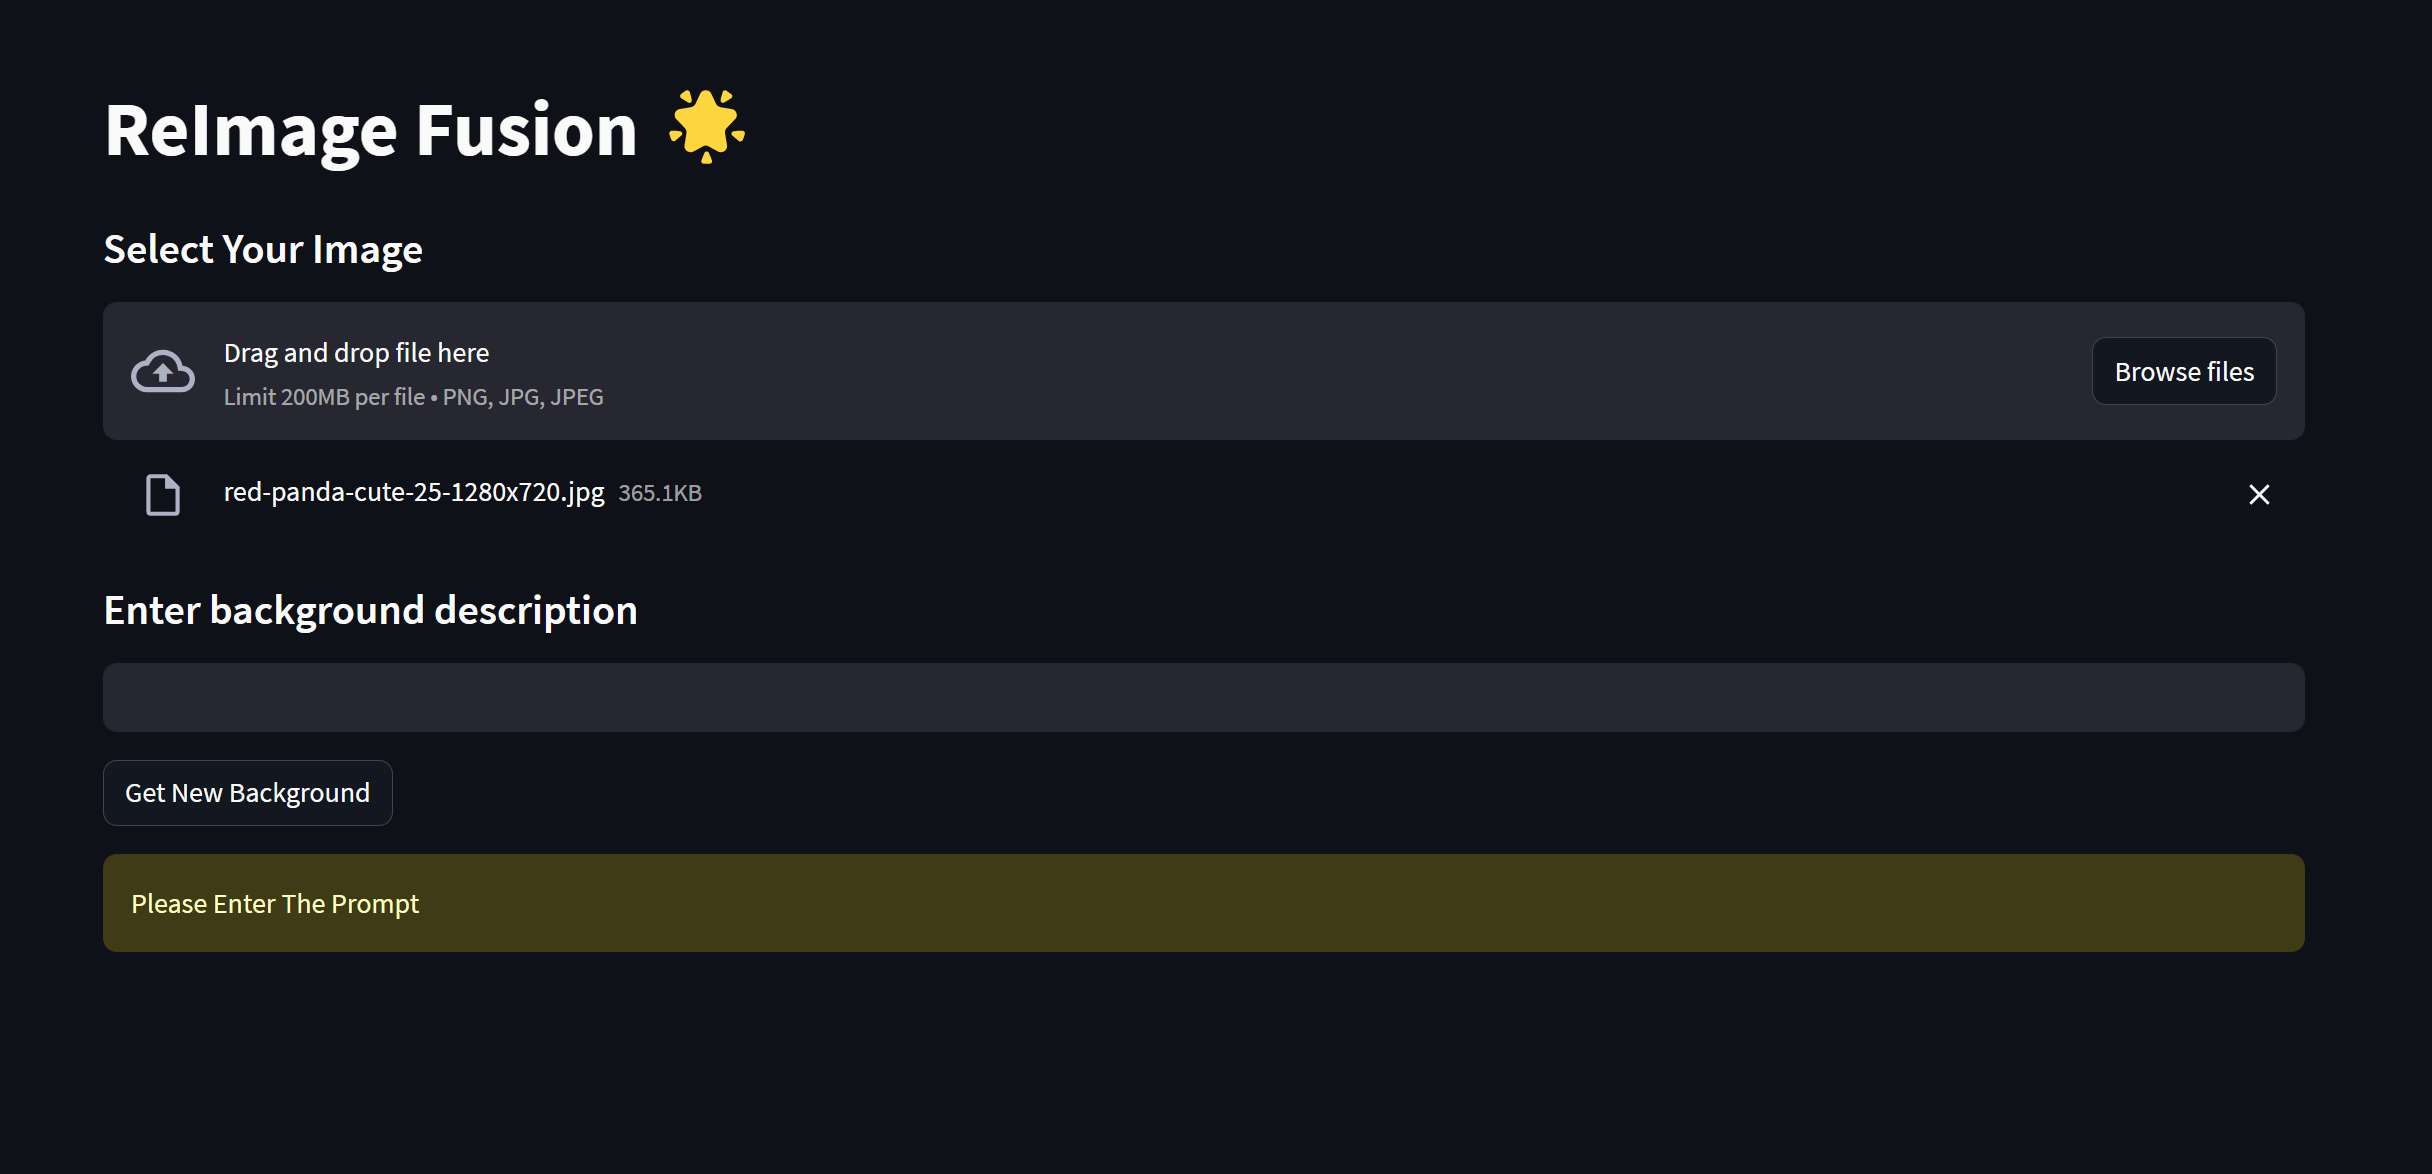 ReImage Fusion
Select Your Image
Drag and drop file here
Limit 200MB per file • PNG, JPG, JPEG
Browse files
red-panda-cute-25-1280x720.jpg 365.1KB
Enter background description
Get New Background
Please Enter The Prompt